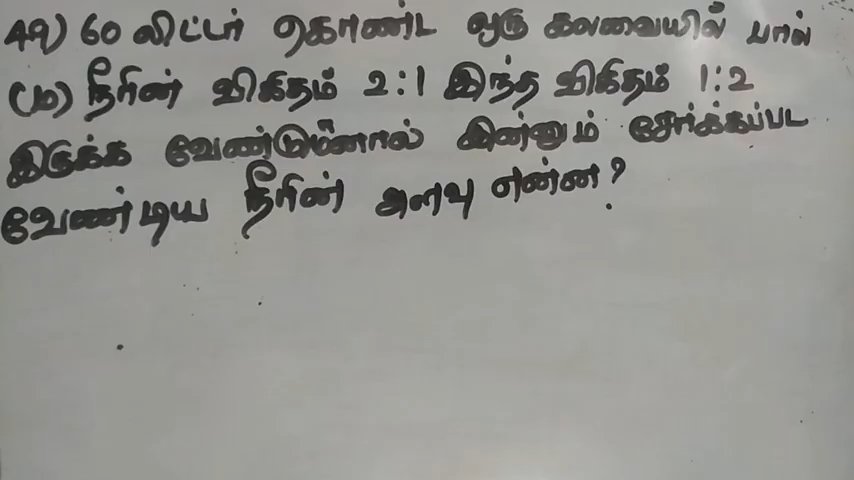 49) 60 லிட்டர் கொண்ட ஒரு கலவையில் பால்
(ம) நீரின் விகிதம் 2:1 இந்த விகிதம் 1:2
இருக்க வேண்டுமெனால் இன்னும் சேர்க்கப்பட
வேண்டிய நீரின் அளவு என்ன?